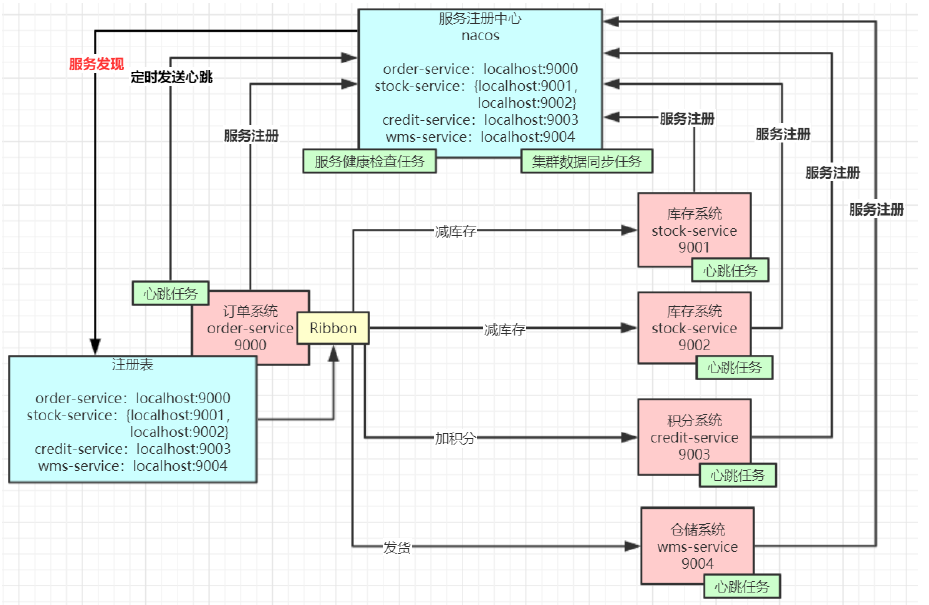 服务注册中心
nacos
order-service：localhost:9000
stock-service：{localhost:9001，
localhost:9002}
credit-service：localhost:9003
wms-service：localhost:9004
服务健康检查任务
集群数据同步任务
服务发现
定时发送心跳
服务注册
服务注册
服务注册
服务注册
服务注册
库存系统
stock-service
9001
心跳任务
减库存
心跳任务
订单系统
order-service
9000
Ribbon
减库存
库存系统
stock-service
9002
心跳任务
注册表
order-service：localhost:9000
stock-service：{localhost:9001，
localhost:9002}
credit-service：localhost:9003
wms-service：localhost:9004
加积分
积分系统
credit-service
9003
心跳任务
发货
仓储系统
wms-service
9004
心跳任务